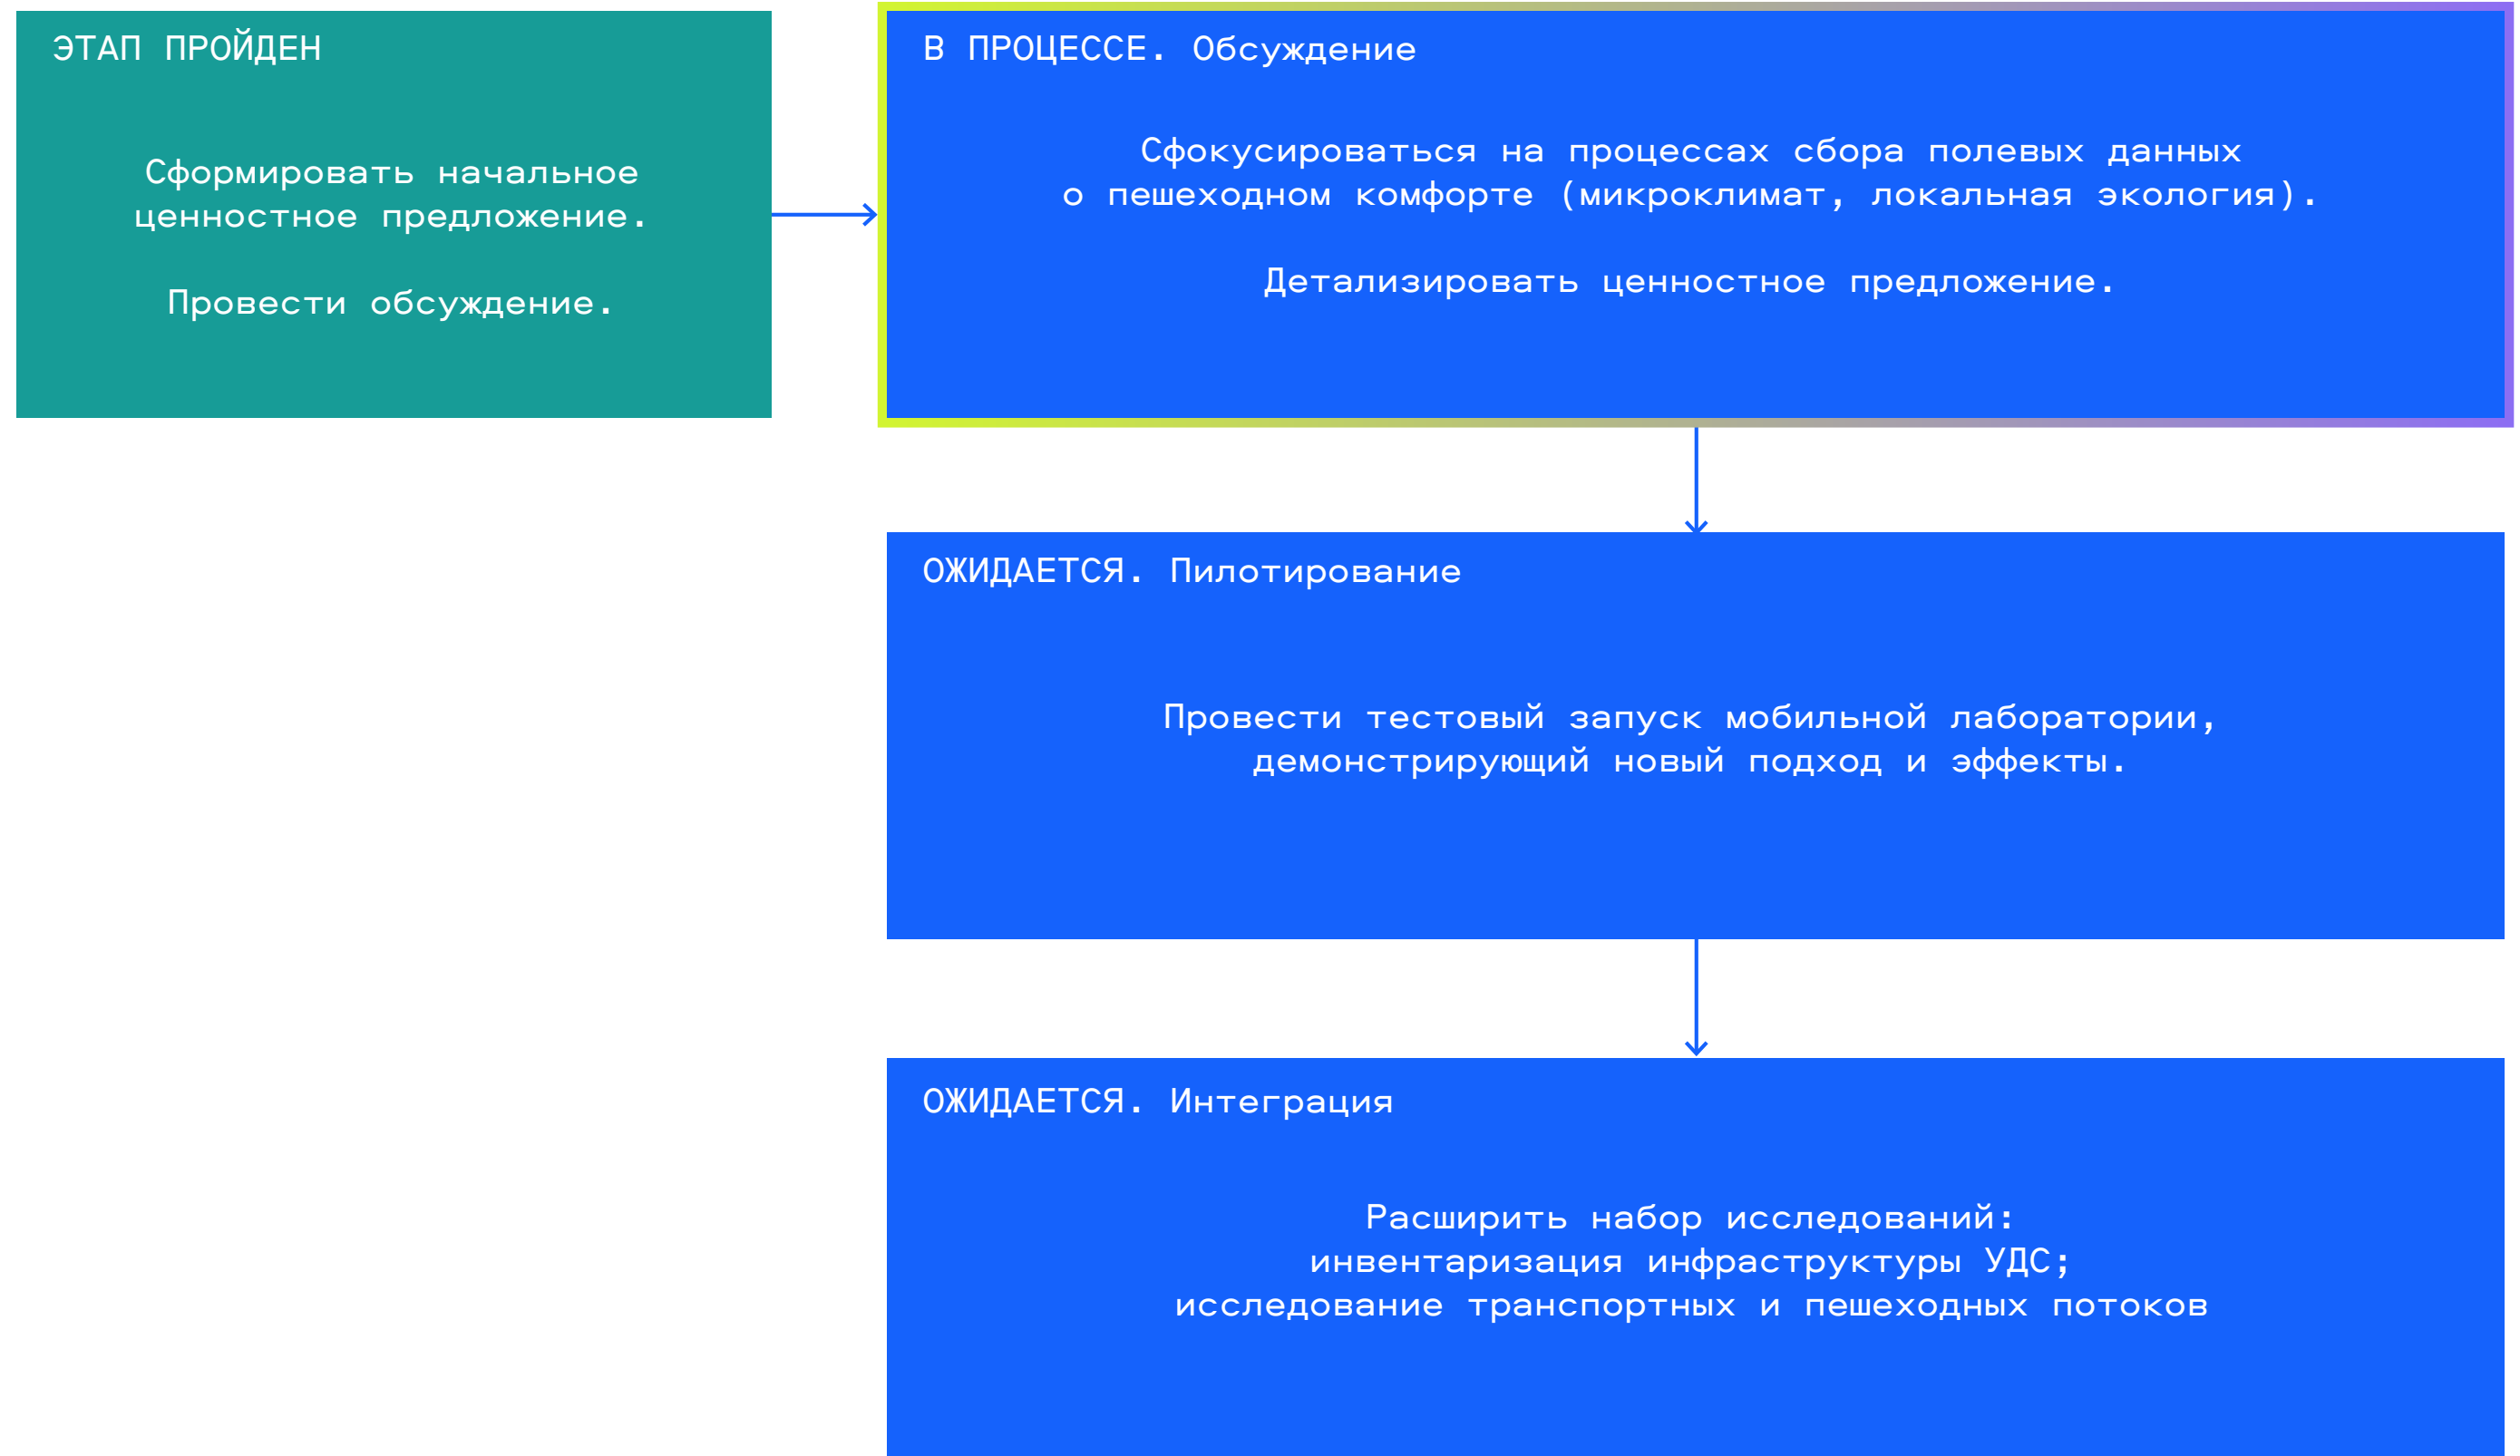 ЭТАП ПРОЙДЕН
Сформировать начальное
ценностное предложение.
Провести обсуждение.
В ПРОЦЕССЕ. Обсуждение
Сфокусироваться на процессах сбора полевых данных
о пешеходном комфорте (микроклимат, локальная экология).
Детализировать ценностное предложение.
ОЖИДАЕТСЯ. Пилотирование
Провести тестовый запуск мобильной лаборатории,
демонстрирующий новый подход и эффекты.
ОЖИДАЕТСЯ. Интеграция
Расширить набор исследований:
инвентаризация инфраструктуры УДС;
исследование транспортных и пешеходных потоков